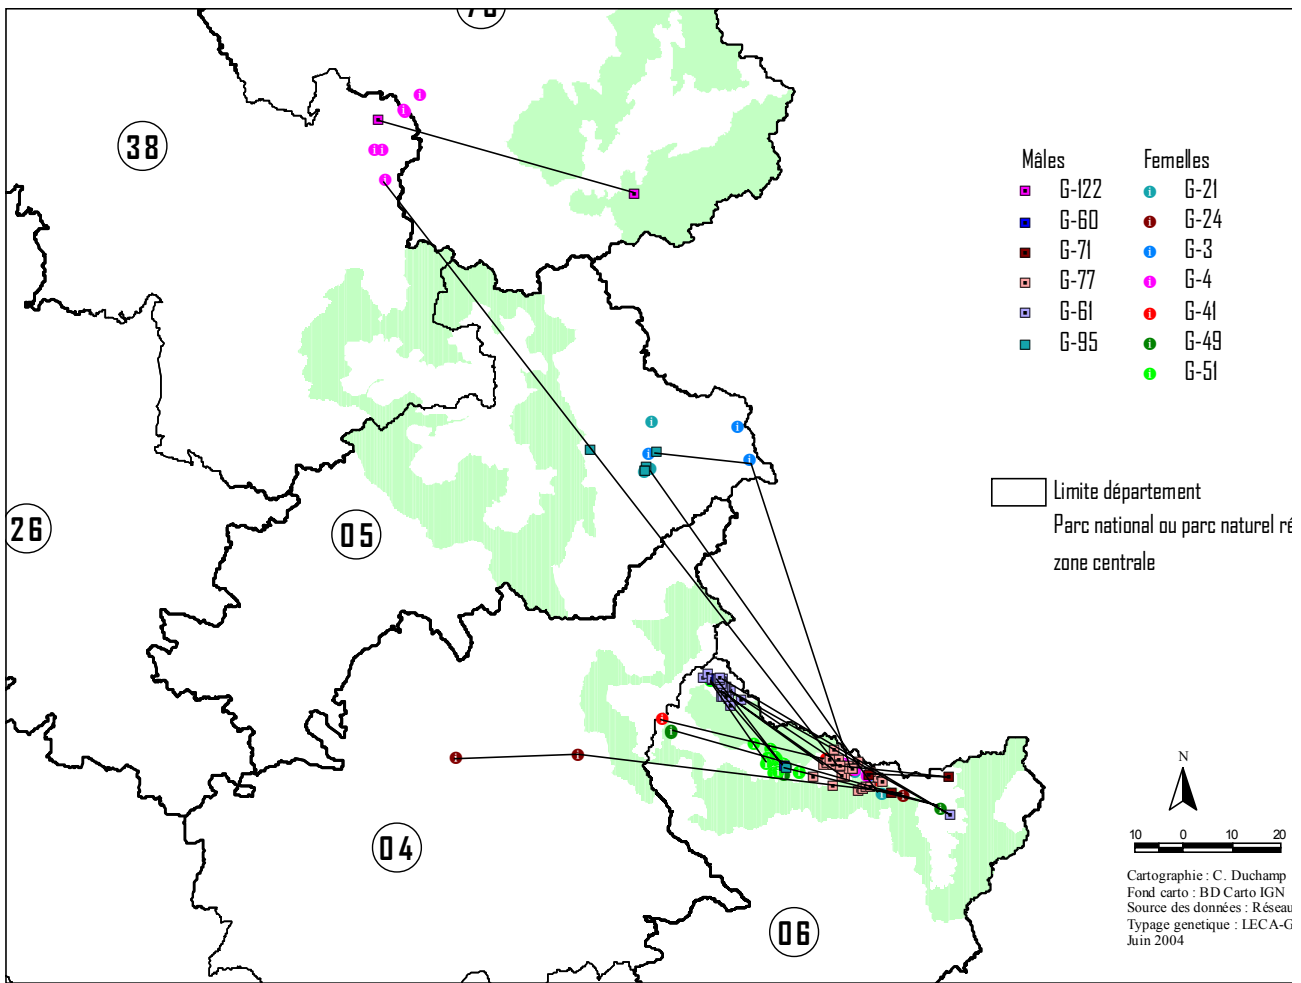 38
26
05
04
06
Mâles
G-122
G-60
G-71
G-77
G-61
G-95
Femelles
G-21
G-24
G-3
G-4
G-41
G-49
G-51
Limite département
Parc national ou parc naturel ré
zone centrale
N
10 0 10 20
Cartographie : C. Duchamp
Fond carto : BD Carto IGN
Source des données : Réseau
Typage genetique : LECA-G
Juin 2004